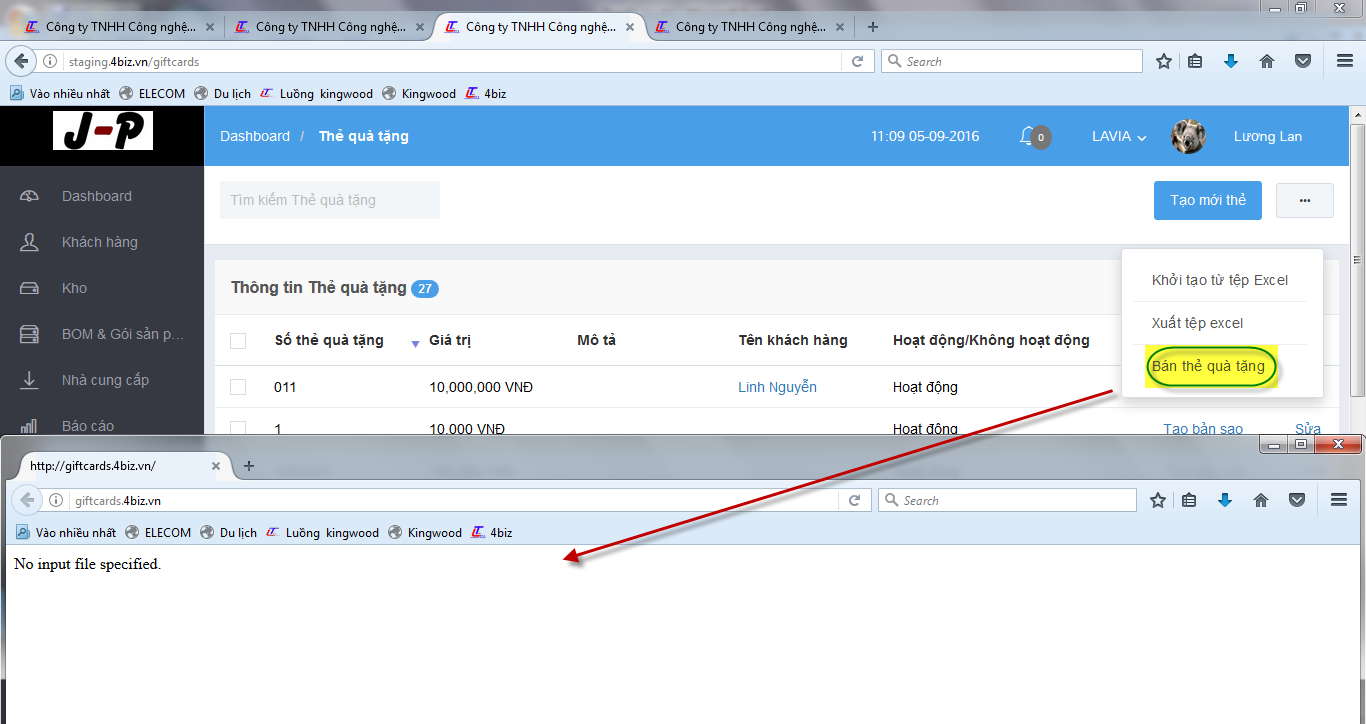 Công ty TNHH Công nghệ... Công ty TNHH Công nghệ... Công ty TNHH Công nghệ... Công ty TNHH Công nghệ...
staging.4biz.vn/giftcards Search
Vào nhiều nhất ELECOM Du lịch Luồng kingwood Kingwood 4biz
J-P Dashboard / Thẻ quà tặng 11:09 05-09-2016 0 LAVIA Lương Lan
Dashboard Tìm kiếm Thẻ quà tặng Tạo mới thẻ ...
Khách hàng
Khởi tạo từ tệp Excel
Kho Thông tin Thẻ quà tặng 27
Xuất tệp excel
BOM & Gói sản p... Số thẻ quà tặng Giá trị Mô tả Tên khách hàng Hoạt động/Không hoạt động
Bán thẻ quà tặng
Nhà cung cấp 011 10,000,000 VNĐ Linh Nguyễn Hoạt động
Báo cáo 1 10,000 VNĐ Hoạt động Tạo bản sao Sửa
http://giftcards.4biz.vn/
giftcards.4biz.vn Search
Vào nhiều nhất ELECOM Du lịch Luồng kingwood Kingwood 4biz
No input file specified.